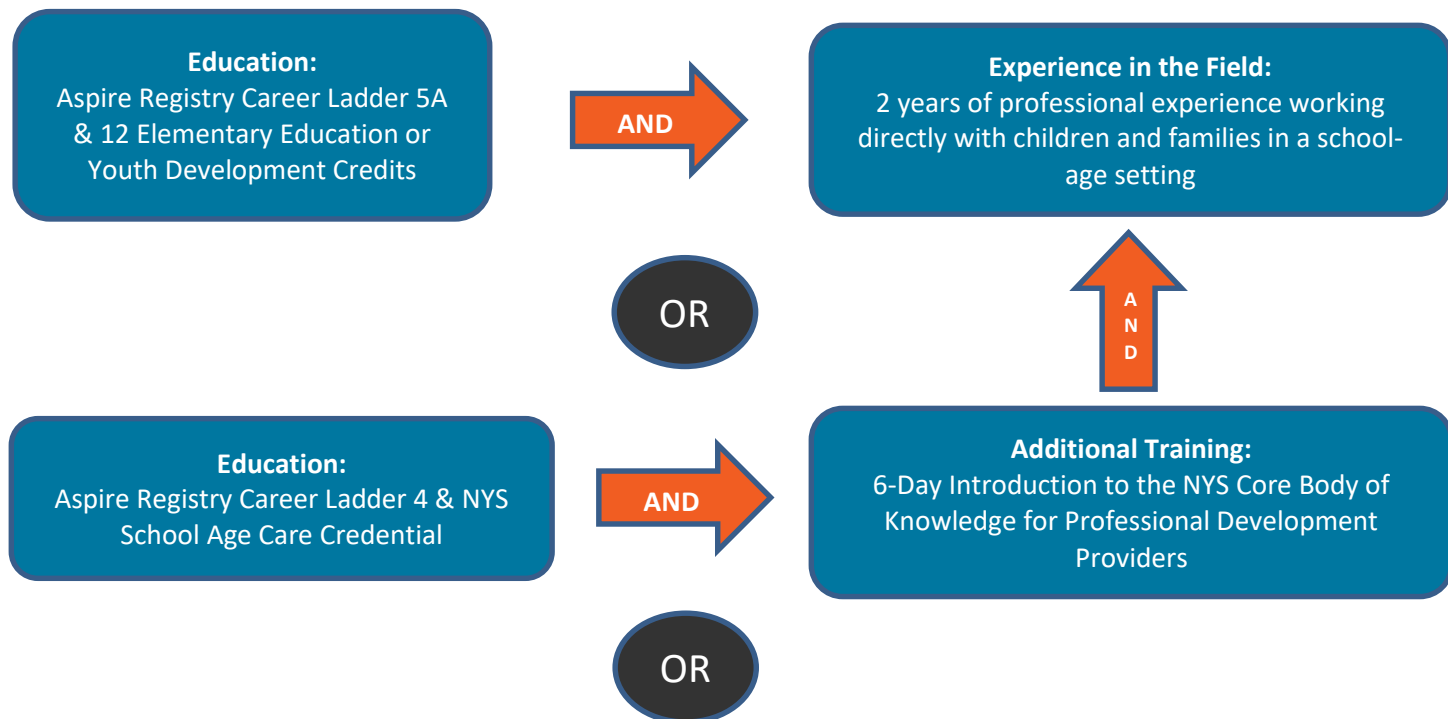 Education:
Aspire Registry Career Ladder 5A
& 12 Elementary Education or
Youth Development Credits
AND
Experience in the Field:
2 years of professional experience working
directly with children and families in a school-
age setting
OR
A
N
D
Education:
Aspire Registry Career Ladder 4 & NYS
School Age Care Credential
AND
Additional Training:
6-Day Introduction to the NYS Core Body of
Knowledge for Professional Development
Providers
OR